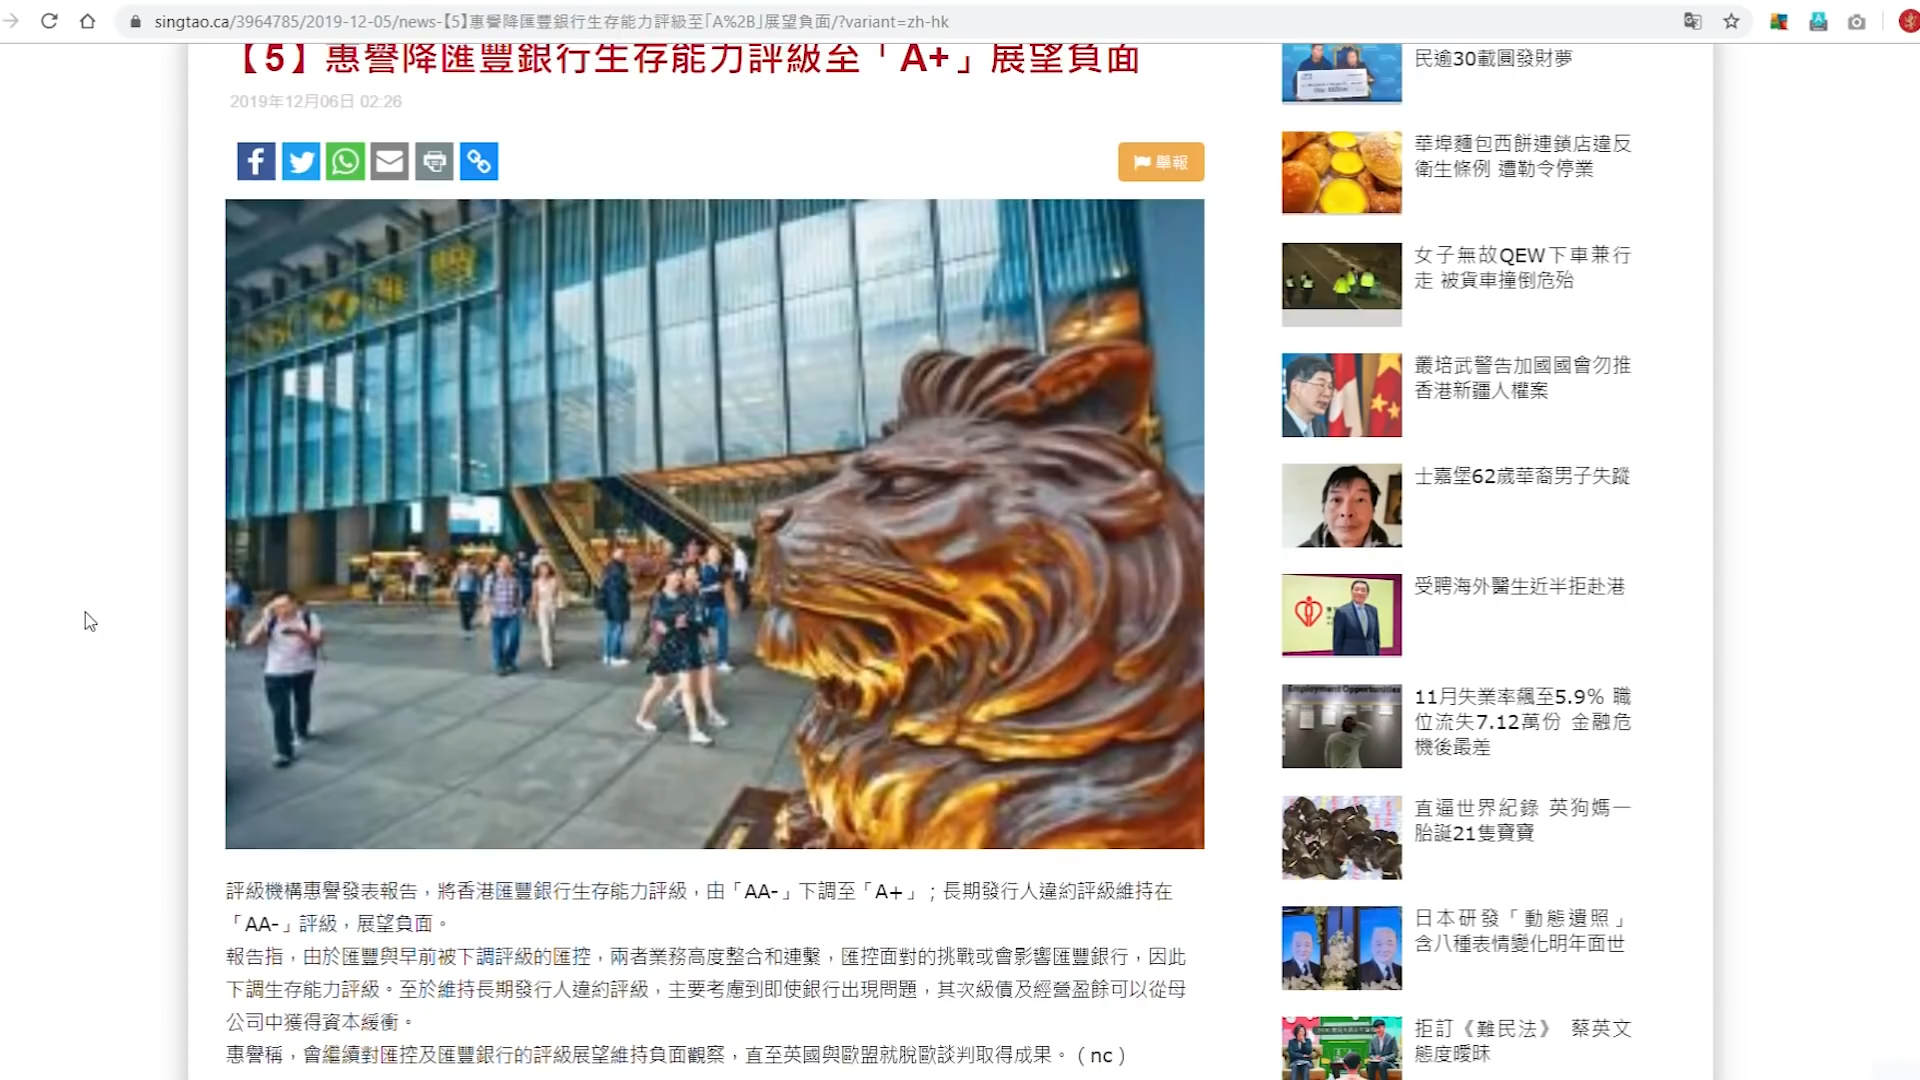 singtao.ca/3964785/2019-12-05/news-【5】惠譽降匯豐銀行生存能力評級至「A%2B」展望負面/?variant=zh-hk
【5】惠譽降匯豐銀行生存能力評級至「A+」展望負面
2019年12月06日 02:26
舉報
評級機構惠譽發表報告，將香港匯豐銀行生存能力評級，由「AA-」下調至「A+」；長期發行人違約評級維持在
「AA-」評級，展望負面。
報告指，由於匯豐與早前被下調評級的匯控，兩者業務高度整合和連繫，匯控面對的挑戰或會影響匯豐銀行，因此
下調生存能力評級。至於維持長期發行人違約評級，主要考慮到即使銀行出現問題，其次級債及經營盈餘可以從母
公司中獲得資本緩衝。
惠譽稱，會繼續對匯控及匯豐銀行的評級展望維持負面觀察，直至英國與歐盟就脫歐談判取得成果。（nc）
民逾30載圓發財夢
華埠麵包西餅連鎖店違反
衛生條例 遭勒令停業
女子無故QEW下車兼行
走 被貨車撞倒危殆
叢培武警告加國國會勿推
香港新疆人權案
士嘉堡62歲華裔男子失蹤
受聘海外醫生近半拒赴港
Employment Opportunities
11月失業率飆至5.9% 職
位流失7.12萬份 金融危
機後最差
直逼世界紀錄 英狗媽一
胎誕21隻寶寶
日本研發「動態遺照」
含八種表情變化明年面世
拒訂《難民法》 蔡英文
態度曖昧